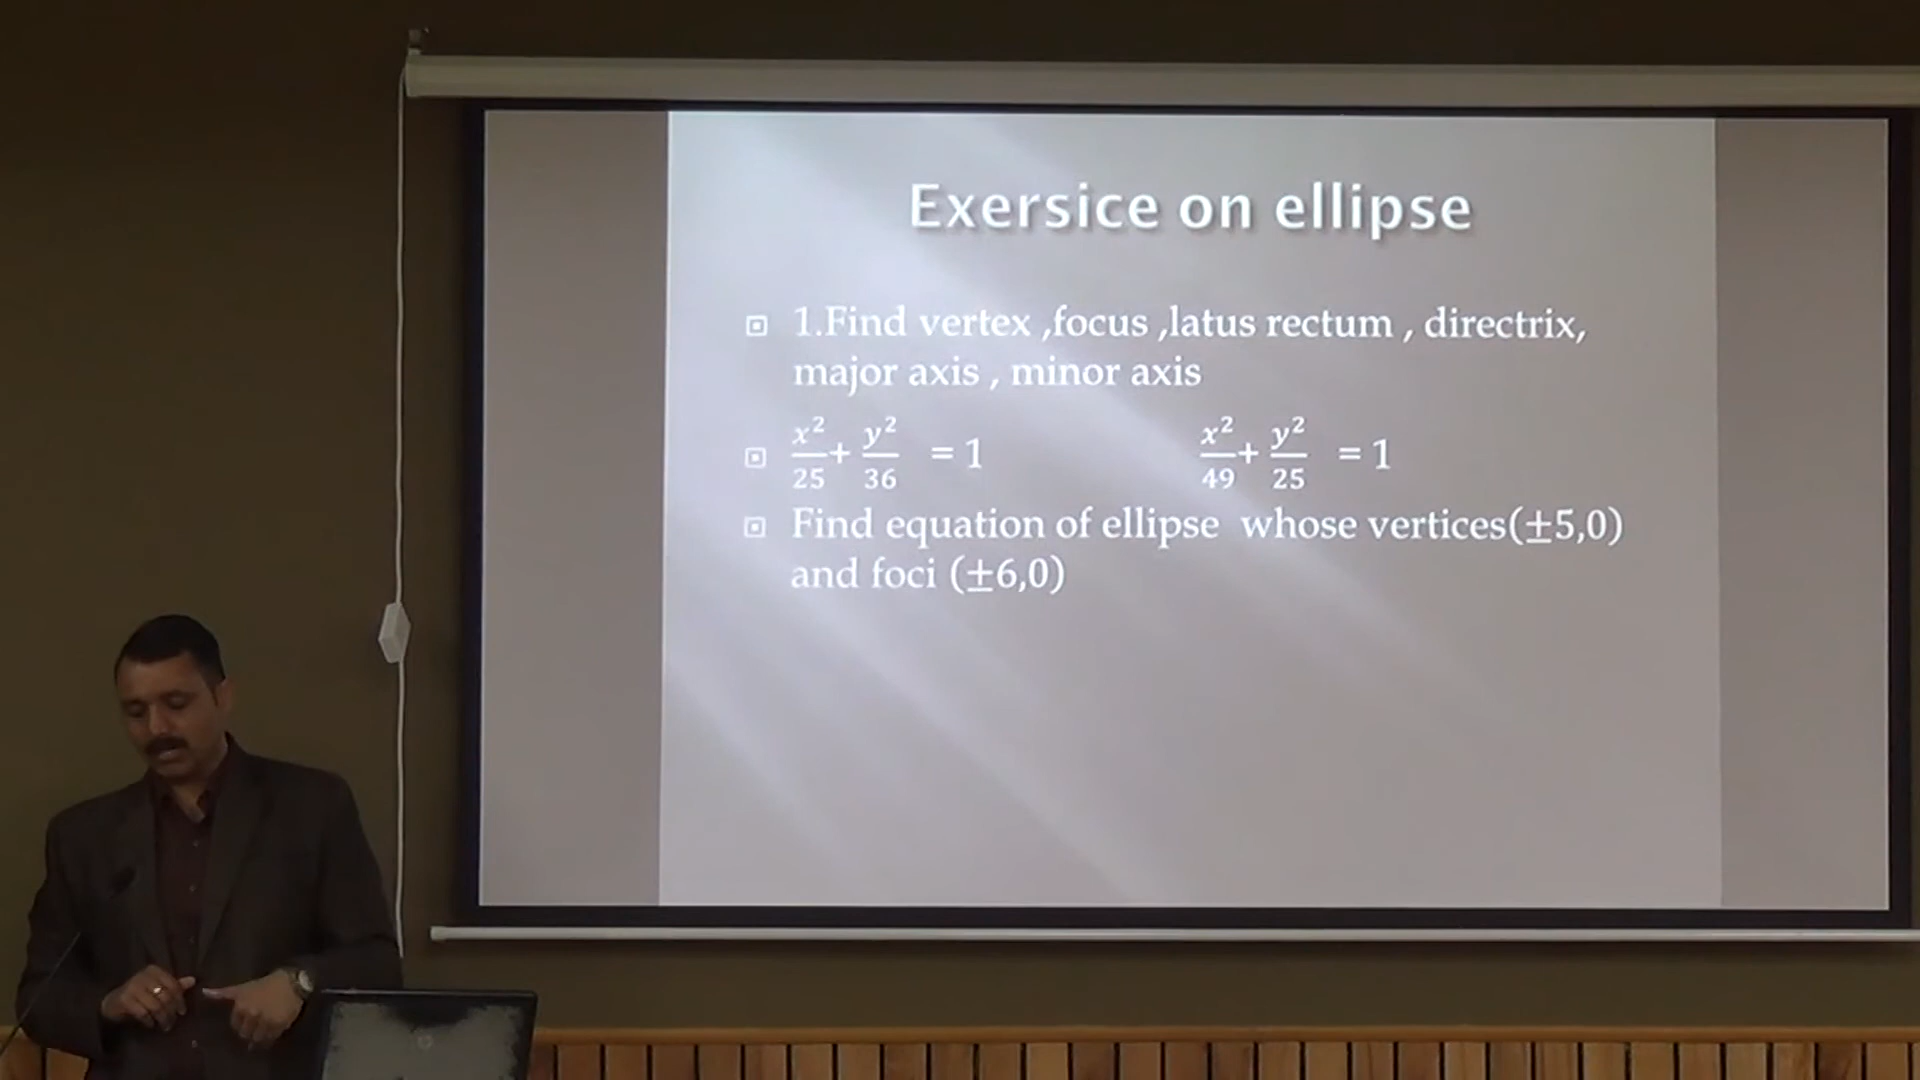 Exersice on ellipse
1.Find vertex ,focus ,latus rectum , directrix,
major axis , minor axis
x²/25 + y²/36 = 1    x²/49 + y²/25 = 1
Find equation of ellipse whose vertices(±5,0)
and foci (±6,0)